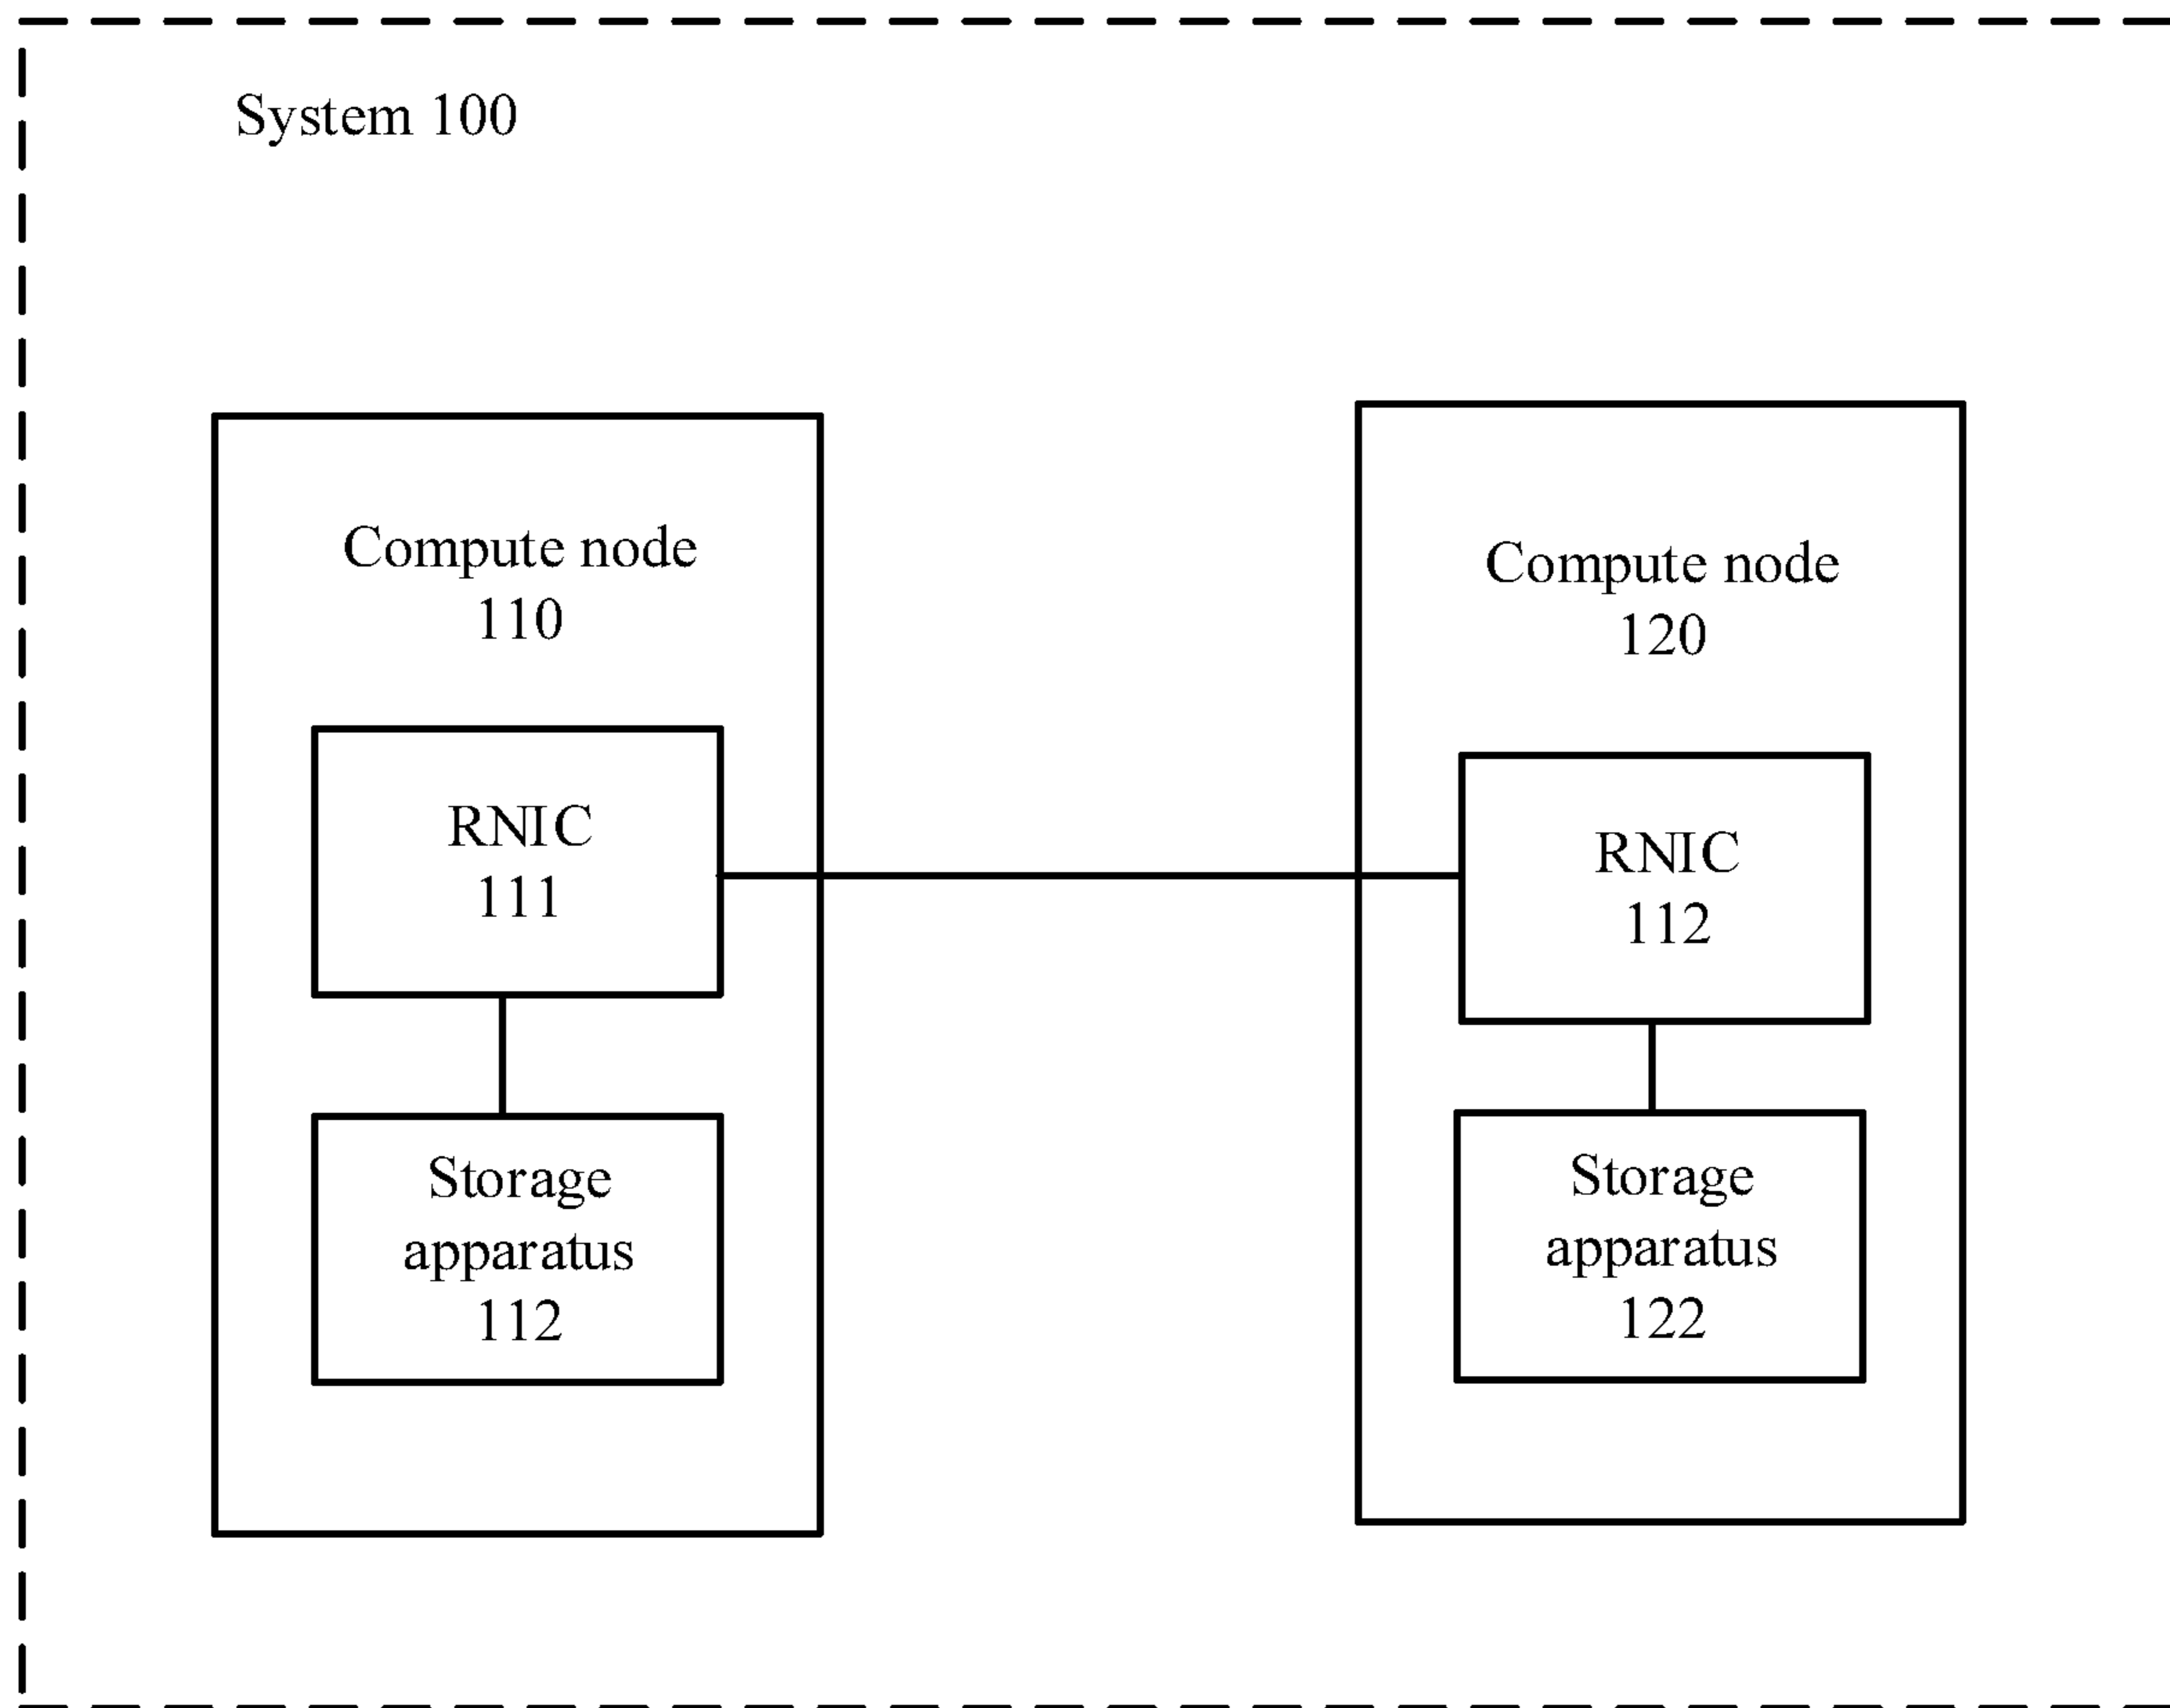 System 100
Compute node
110
RNIC
111
Storage
apparatus
112
Compute node
120
RNIC
112
Storage
apparatus
122